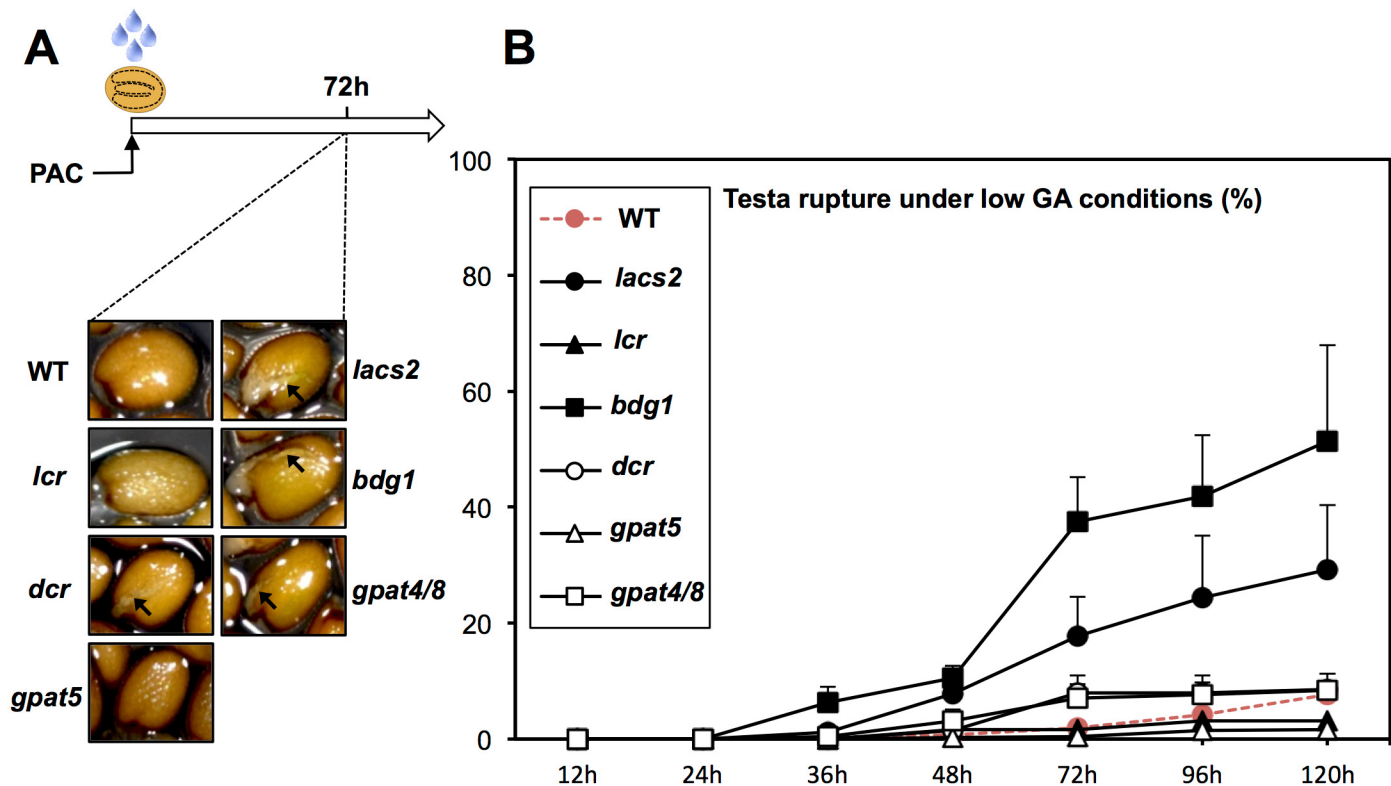 A
72h
PAC
WT
lacs2
lcr
bdg1
dcr
gpat4/8
gpat5
B
Testa rupture under low GA conditions (%)
WT
lacs2
lcr
bdg1
dcr
gpat5
gpat4/8
100
80
60
40
20
0
12h 24h 36h 48h 72h 96h 120h